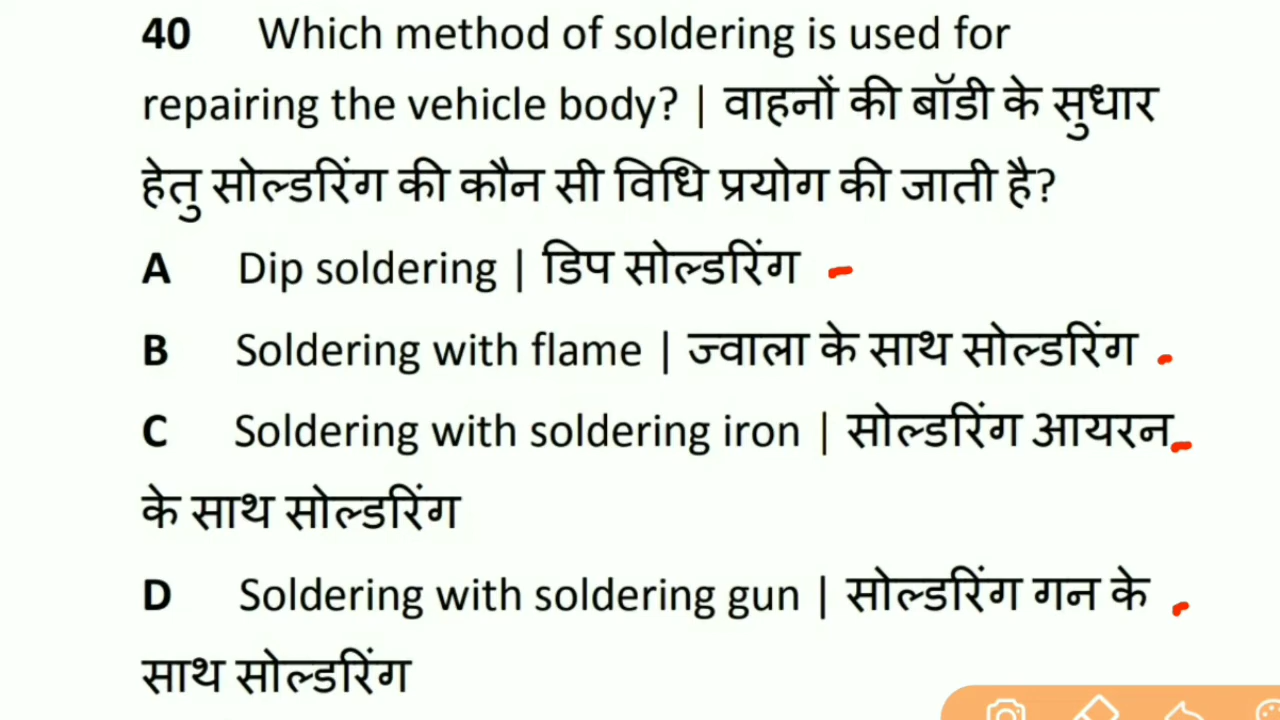 40 Which method of soldering is used for
repairing the vehicle body? | वाहनों की बॉडी के सुधार
हेतु सोल्डरिंग की कौन सी विधि प्रयोग की जाती है?
A Dip soldering | डिप सोल्डरिंग
B Soldering with flame | ज्वाला के साथ सोल्डरिंग
C Soldering with soldering iron | सोल्डरिंग आयरन
के साथ सोल्डरिंग
D Soldering with soldering gun | सोल्डरिंग गन के
साथ सोल्डरिंग